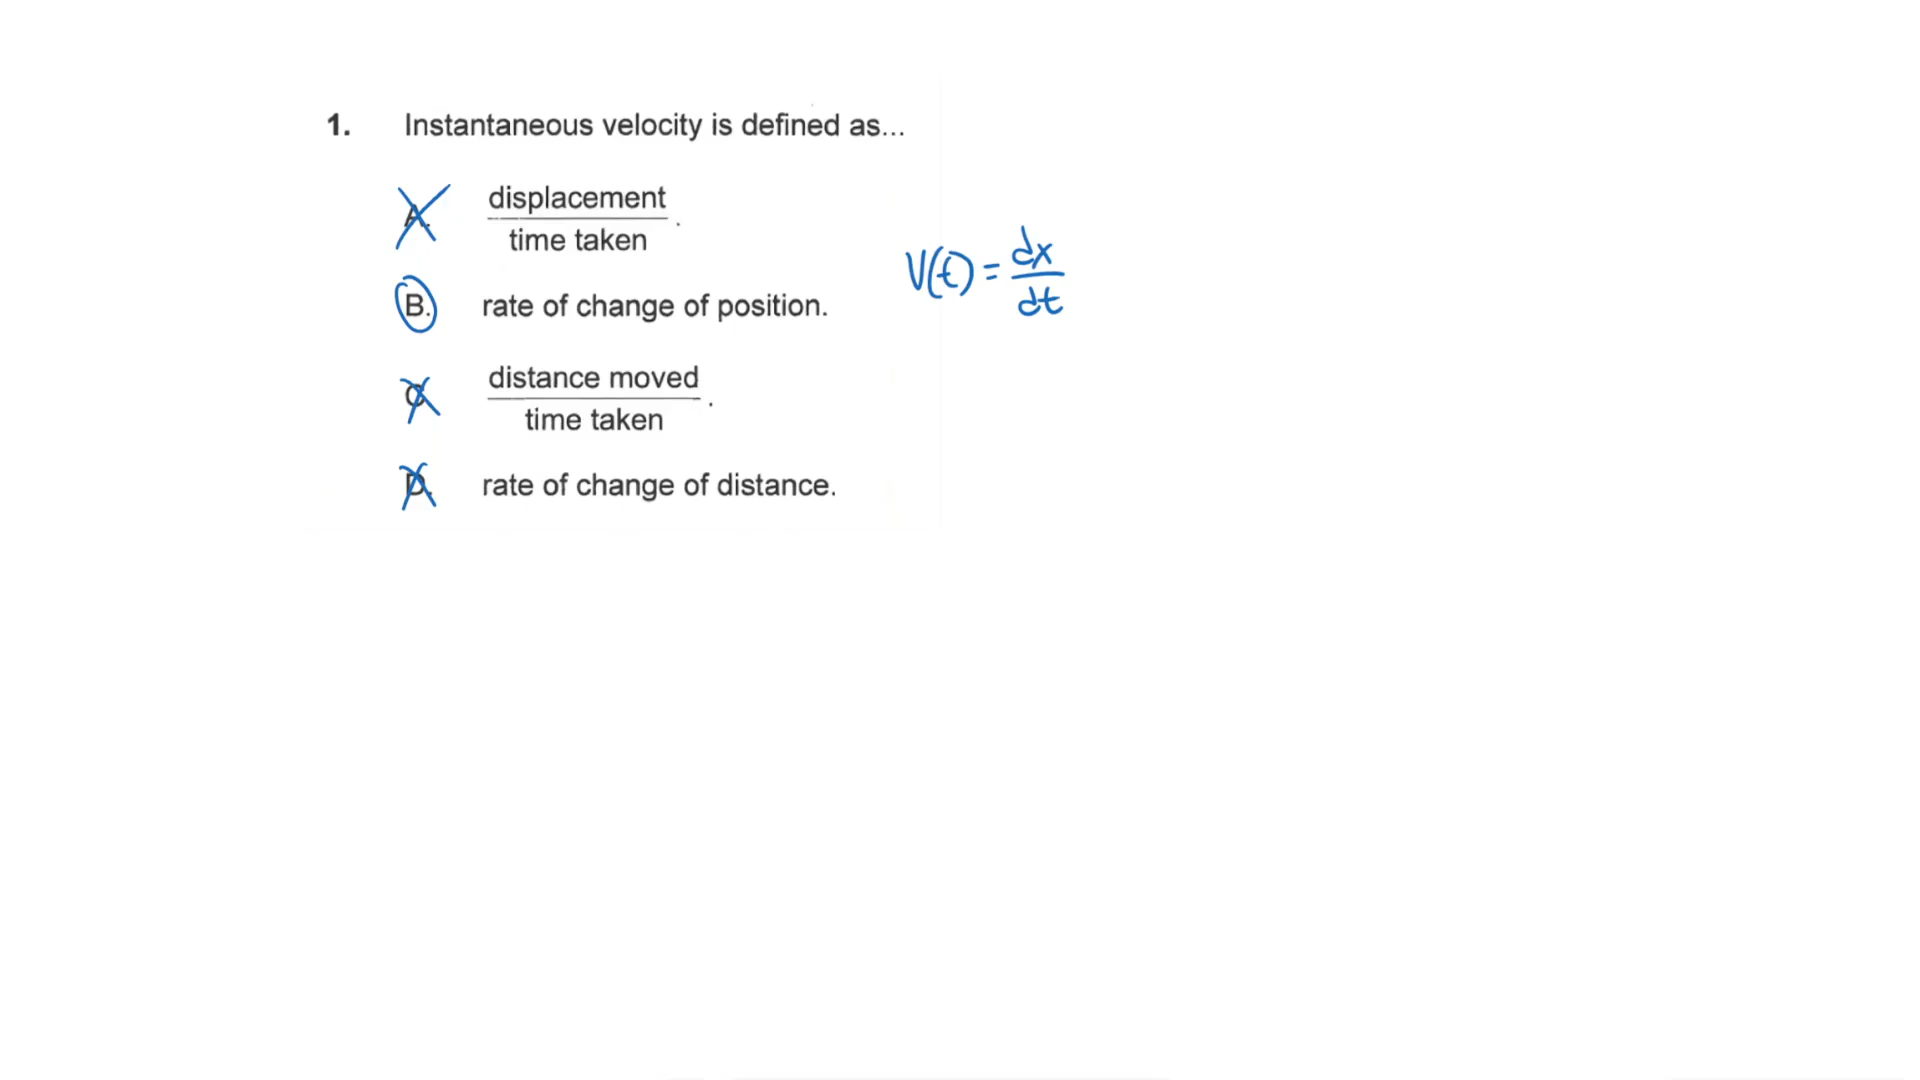 1. Instantaneous velocity is defined as...
A. displacement
time taken .
B. rate of change of position.
V(t) = dx
dt
C. distance moved
time taken .
D. rate of change of distance.